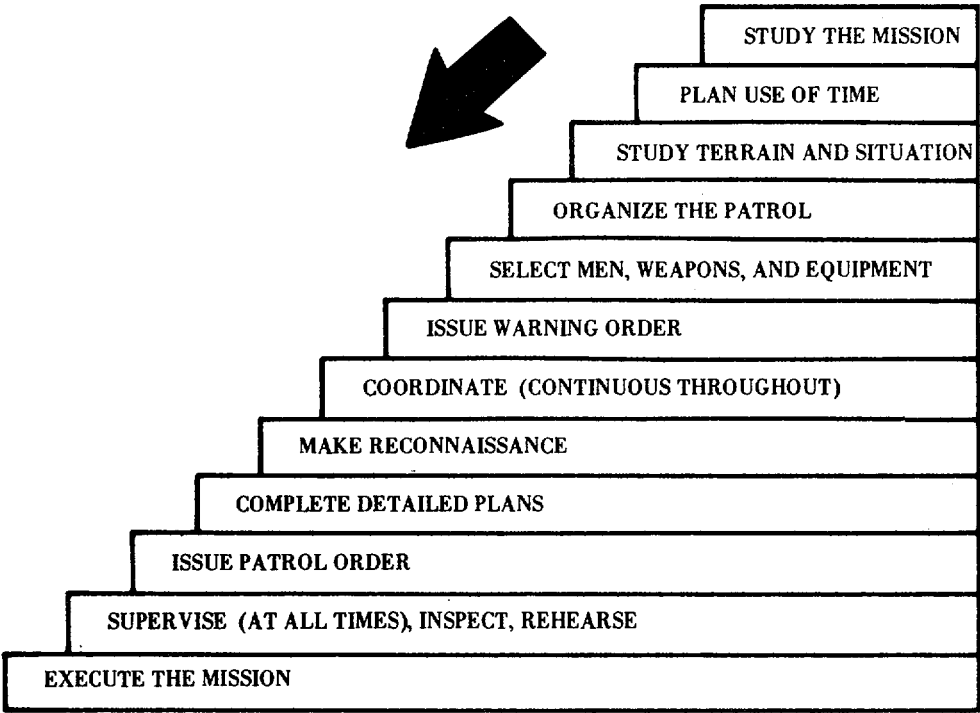 STUDY THE MISSION
PLAN USE OF TIME
STUDY TERRAIN AND SITUATION
ORGANIZE THE PATROL
SELECT MEN, WEAPONS, AND EQUIPMENT
ISSUE WARNING ORDER
COORDINATE (CONTINUOUS THROUGHOUT)
MAKE RECONNAISSANCE
COMPLETE DETAILED PLANS
ISSUE PATROL ORDER
SUPERVISE (AT ALL TIMES), INSPECT, REHEARSE
EXECUTE THE MISSION